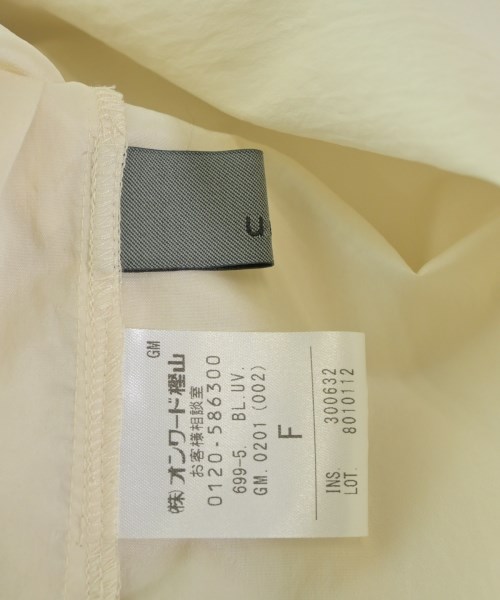 U
GM
(株)オンワード樫山
お客様相談室
0120-586300
699-5. BL.UV.
GM.0201(002)
F
INS. 300632
LOT. 8010112